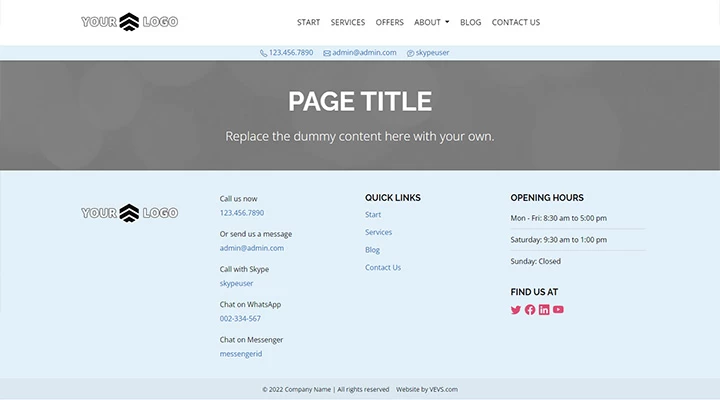 YOUR LOGO
START SERVICES OFFERS ABOUT BLOG CONTACT US
123.456.7890 admin@admin.com skypeuser
PAGE TITLE
Replace the dummy content here with your own.
YOUR LOGO
Call us now
123.456.7890
Or send us a message
admin@admin.com
Call with Skype
skypeuser
Chat on WhatsApp
002-334-567
Chat on Messenger
messengerid
QUICK LINKS
Start
Services
Blog
Contact Us
OPENING HOURS
Mon - Fri: 8:30 am to 5:00 pm
Saturday: 9:30 am to 1:00 pm
Sunday: Closed
FIND US AT
© 2022 Company Name | All rights reserved Website by VEVS.com